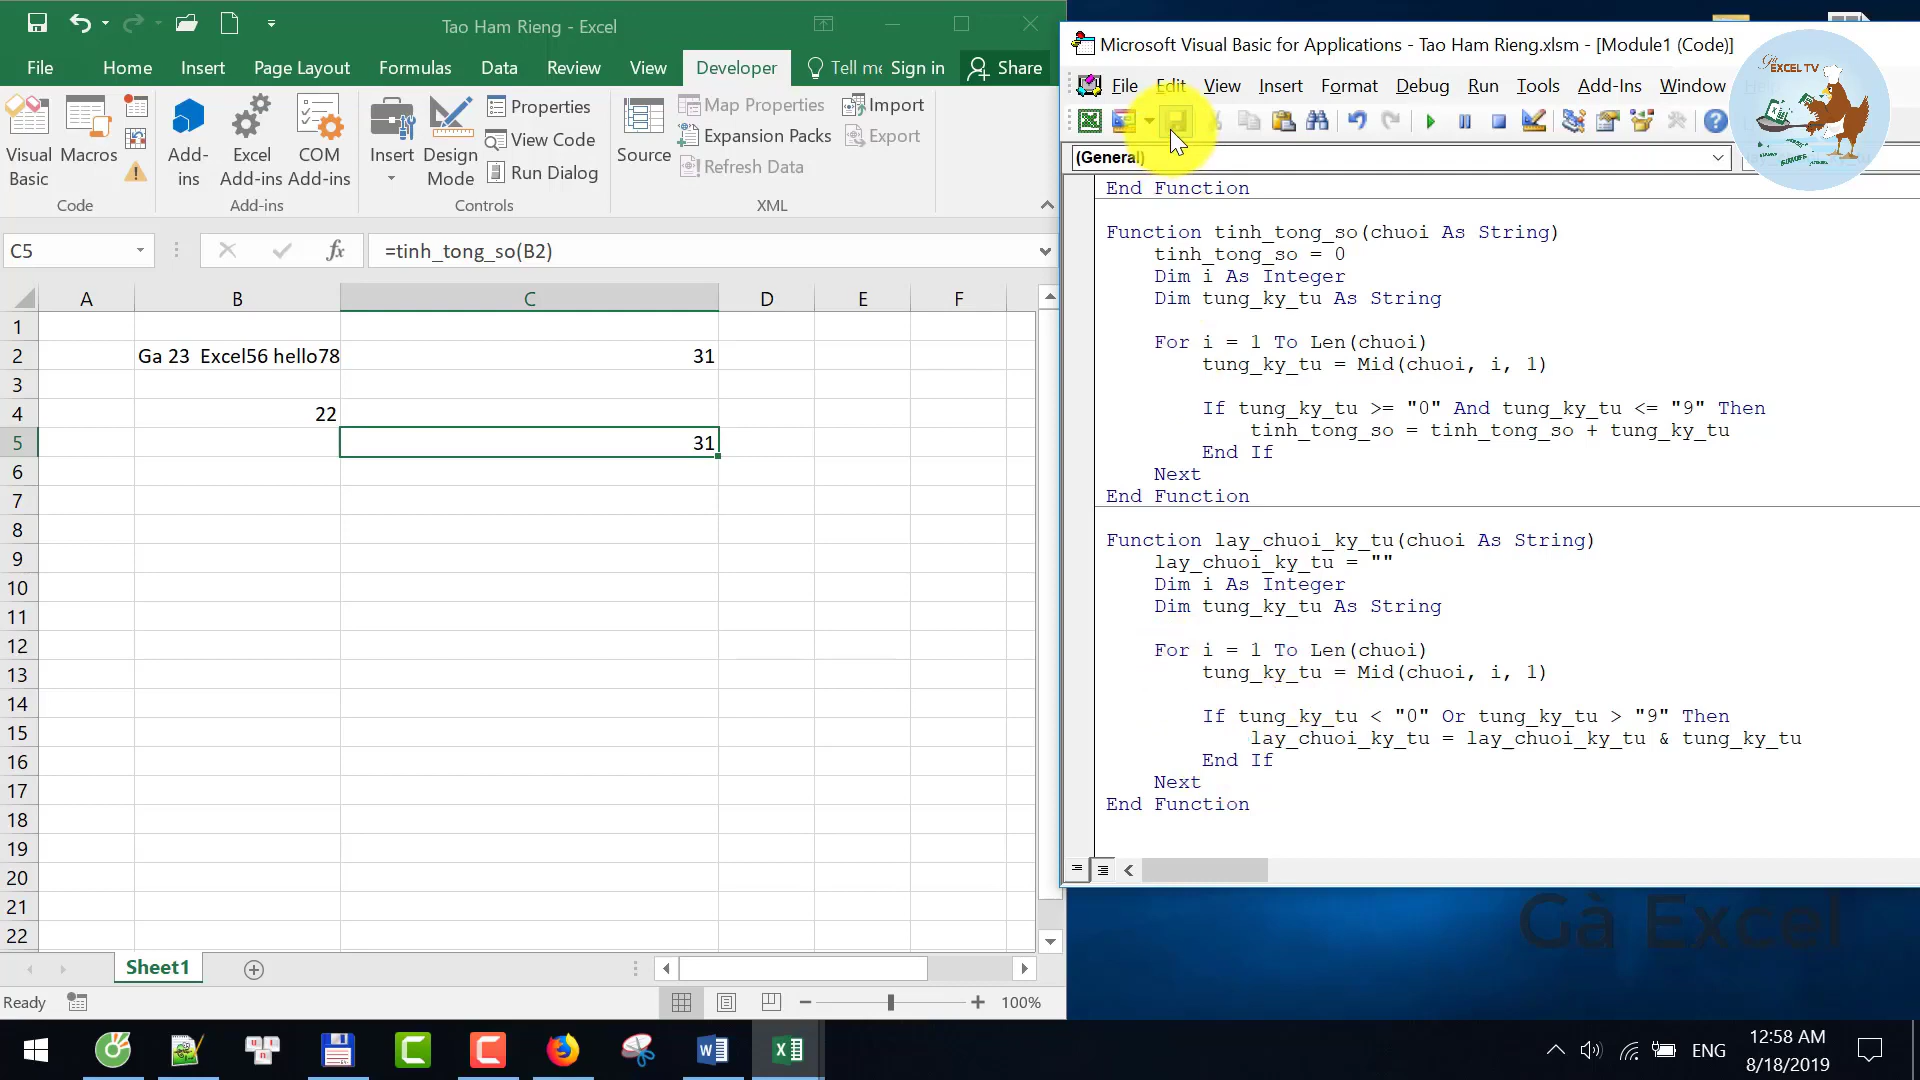 Tao Ham Rieng - Excel
File Home Insert Page Layout Formulas Data Review View Developer Tell me Sign in Share
Visual Basic
Macros
Add-ins
Excel Add-ins
COM Add-ins
Insert
Design Mode
Properties
View Code
Run Dialog
Source
Map Properties
Expansion Packs
Refresh Data
Import
Export
Code
Add-ins
Controls
XML
C5
fx
=tinh_tong_so(B2)
A B C D E F
1
2 Ga 23 Excel56 hello78 31
3
4 22
5 31
6
7
8
9
10
11
12
13
14
15
16
17
18
19
20
21
22
Sheet1
Ready
100%
Microsoft Visual Basic for Applications - Tao Ham Rieng.xlsm - [Module1 (Code)]
File Edit View Insert Format Debug Run Tools Add-Ins Window
Gà
EXCEL TV
(General)
End Function
Function tinh_tong_so(chuoi As String)
tinh_tong_so = 0
Dim i As Integer
Dim tung_ky_tu As String
For i = 1 To Len(chuoi)
tung_ky_tu = Mid(chuoi, i, 1)
If tung_ky_tu >= "0" And tung_ky_tu <= "9" Then
tinh_tong_so = tinh_tong_so + tung_ky_tu
End If
Next
End Function
Function lay_chuoi_ky_tu(chuoi As String)
lay_chuoi_ky_tu = ""
Dim i As Integer
Dim tung_ky_tu As String
For i = 1 To Len(chuoi)
tung_ky_tu = Mid(chuoi, i, 1)
If tung_ky_tu < "0" Or tung_ky_tu > "9" Then
lay_chuoi_ky_tu = lay_chuoi_ky_tu & tung_ky_tu
End If
Next
End Function
Gà Excel
ENG
12:58 AM
8/18/2019